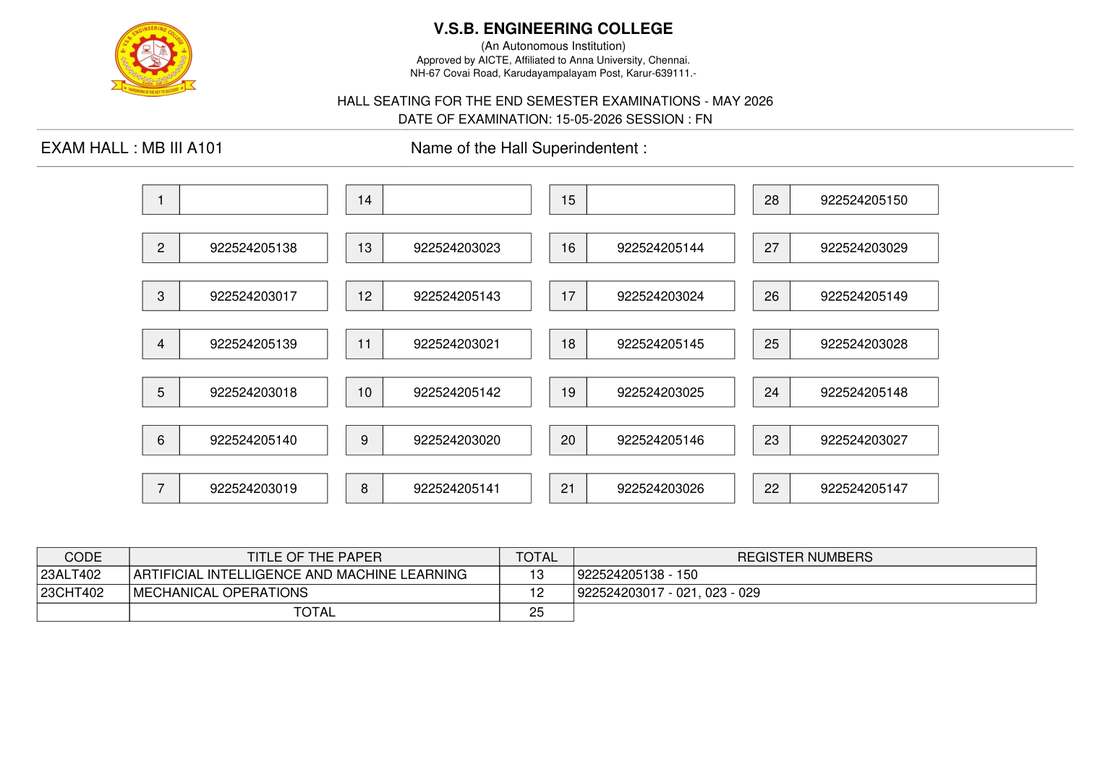 V.S.B. ENGINEERING COLLEGE
(An Autonomous Institution)
Approved by AICTE, Affiliated to Anna University, Chennai.
NH-67 Covai Road, Karudayampalayam Post, Karur-639111.-
HALL SEATING FOR THE END SEMESTER EXAMINATIONS - MAY 2026
DATE OF EXAMINATION: 15-05-2026 SESSION : FN
EXAM HALL : MB III A101 Name of the Hall Superindentent :
1 14 15 28 922524205150
2 922524205138 13 922524203023 16 922524205144 27 922524203029
3 922524203017 12 922524205143 17 922524203024 26 922524205149
4 922524205139 11 922524203021 18 922524205145 25 922524203028
5 922524203018 10 922524205142 19 922524203025 24 922524205148
6 922524205140 9 922524203020 20 922524205146 23 922524203027
7 922524203019 8 922524205141 21 922524203026 22 922524205147
CODE TITLE OF THE PAPER TOTAL REGISTER NUMBERS
23ALT402 ARTIFICIAL INTELLIGENCE AND MACHINE LEARNING 13 922524205138 - 150
23CHT402 MECHANICAL OPERATIONS 12 922524203017 - 021, 023 - 029
TOTAL 25